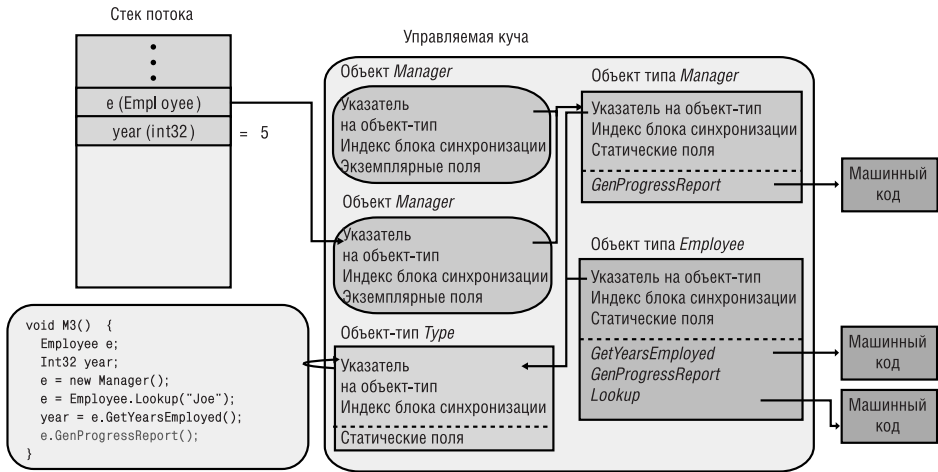 Стек потока
e (Empl oyee)
year (int32)
= 5
Управляемая куча
Объект Manager
Указатель
на объект-тип
Индекс блока синхронизации
Экземплярные поля
Объект Manager
Указатель
на объект-тип
Индекс блока синхронизации
Экземплярные поля
Объект-тип Type
Указатель
на объект-тип
Индекс блока синхронизации
Статические поля
Объект типа Manager
Указатель на объект-тип
Индекс блока синхронизации
Статические поля
GenProgressReport
Машинный
код
Объект типа Employee
Указатель на объект-тип
Индекс блока синхронизации
Статические поля
GetYearsEmployed
GenProgressReport
Lookup
Машинный
код
Машинный
код
void M3() {
Employee e;
Int32 year;
e = new Manager();
e = Employee.Lookup("Joe");
year = e.GetYearsEmployed();
e.GenProgressReport();
}